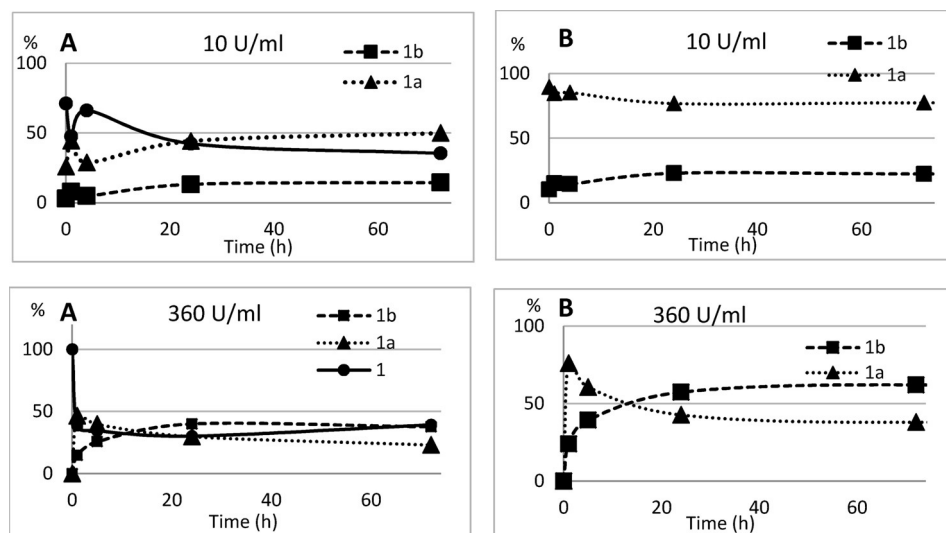 % A 10 U/ml
1b
1a
100
50
0
0 20 40 60
Time (h)
% B 10 U/ml
1b
1a
100
50
0
0 20 40 60
Time (h)
% A 360 U/ml
1b
1a
1
100
50
0
0 20 40 60
Time (h)
% B 360 U/ml
1b
1a
100
50
0
0 20 40 60
Time (h)